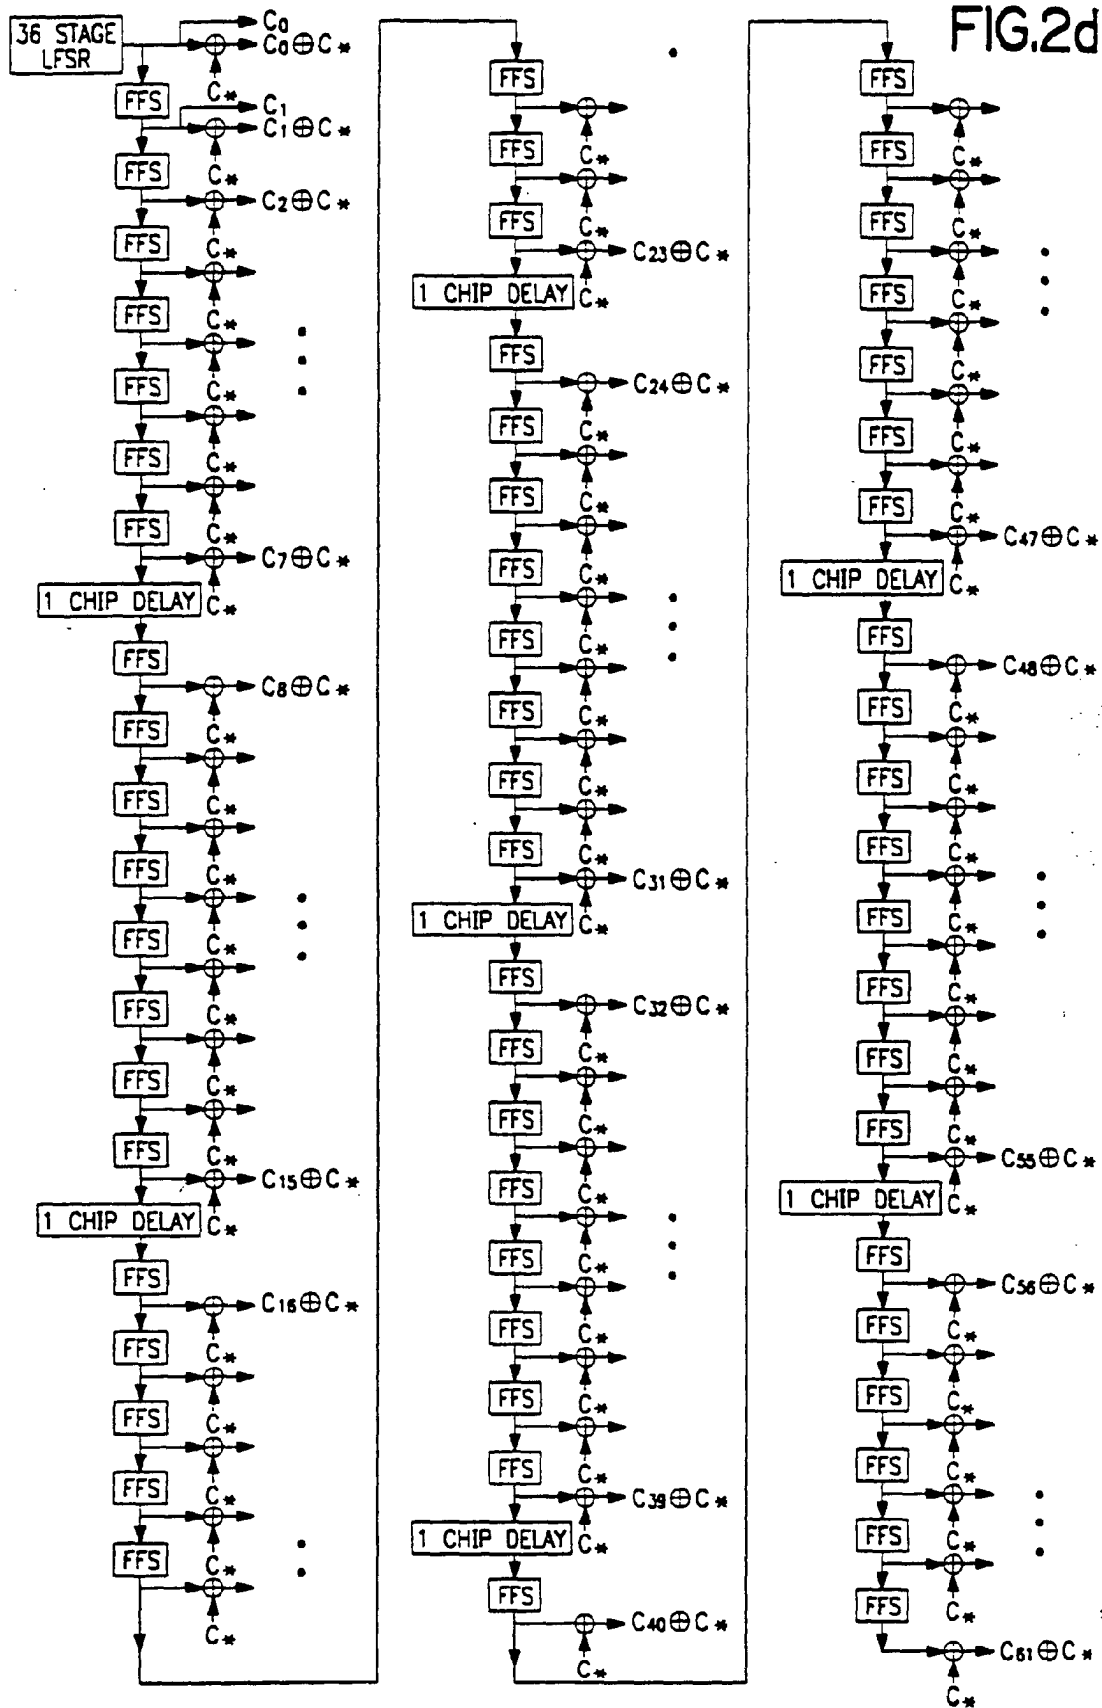 FIG.2d
36 STAGE
LFSR
C₀
C₀⊕C*
C*
FFS
C₁
C₁⊕C*
FFS
C*
C₂⊕C*
FFS
C*
FFS
C*
FFS
C*
FFS
C*
FFS
C*
C₇⊕C*
1 CHIP DELAY
C*
FFS
C₈⊕C*
FFS
C*
FFS
C*
FFS
C*
FFS
C*
FFS
C*
FFS
C*
FFS
C*
C₁₅⊕C*
1 CHIP DELAY
C*
FFS
C₁₆⊕C*
FFS
C*
FFS
C*
FFS
C*
FFS
C*
C*
FFS
FFS
C*
FFS
C*
C₂₃⊕C*
1 CHIP DELAY
C*
FFS
C₂₄⊕C*
FFS
C*
FFS
C*
FFS
C*
FFS
C*
FFS
C*
FFS
C*
FFS
C*
C₃₁⊕C*
1 CHIP DELAY
C*
FFS
C₃₂⊕C*
FFS
C*
FFS
C*
FFS
C*
FFS
C*
FFS
C*
FFS
C*
FFS
C*
C₃₉⊕C*
1 CHIP DELAY
C*
FFS
C₄₀⊕C*
C*
FFS
FFS
C*
FFS
C*
FFS
C*
FFS
C*
FFS
C*
FFS
C*
C₄₇⊕C*
1 CHIP DELAY
C*
FFS
C₄₈⊕C*
FFS
C*
FFS
C*
FFS
C*
FFS
C*
FFS
C*
FFS
C*
FFS
C*
C₅₅⊕C*
1 CHIP DELAY
C*
FFS
C₅₆⊕C*
FFS
C*
FFS
C*
FFS
C*
FFS
C*
FFS
C*
C₆₁⊕C*
C*